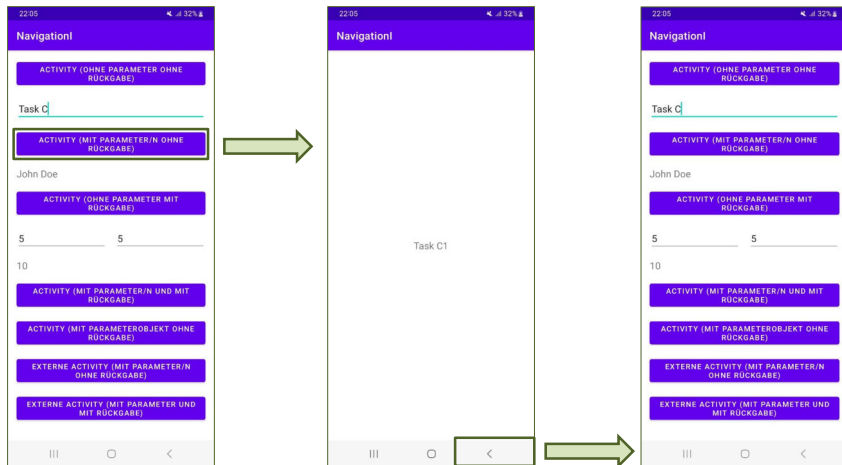 22:05 32%
NavigationI
ACTIVITY (OHNE PARAMETER OHNE
RÜCKGABE)
Task C
ACTIVITY (MIT PARAMETER/N OHNE
RÜCKGABE)
John Doe
ACTIVITY (OHNE PARAMETER MIT
RÜCKGABE)
5 5
10
ACTIVITY (MIT PARAMETER/N UND MIT
RÜCKGABE)
ACTIVITY (MIT PARAMETEROBJEKT OHNE
RÜCKGABE)
EXTERNE ACTIVITY (MIT PARAMETER/N
OHNE RÜCKGABE)
EXTERNE ACTIVITY (MIT PARAMETER UND
MIT RÜCKGABE)
22:05 32%
NavigationI
Task C1
22:05 32%
NavigationI
ACTIVITY (OHNE PARAMETER OHNE
RÜCKGABE)
Task C
ACTIVITY (MIT PARAMETER/N OHNE
RÜCKGABE)
John Doe
ACTIVITY (OHNE PARAMETER MIT
RÜCKGABE)
5 5
10
ACTIVITY (MIT PARAMETER/N UND MIT
RÜCKGABE)
ACTIVITY (MIT PARAMETEROBJEKT OHNE
RÜCKGABE)
EXTERNE ACTIVITY (MIT PARAMETER/N
OHNE RÜCKGABE)
EXTERNE ACTIVITY (MIT PARAMETER UND
MIT RÜCKGABE)